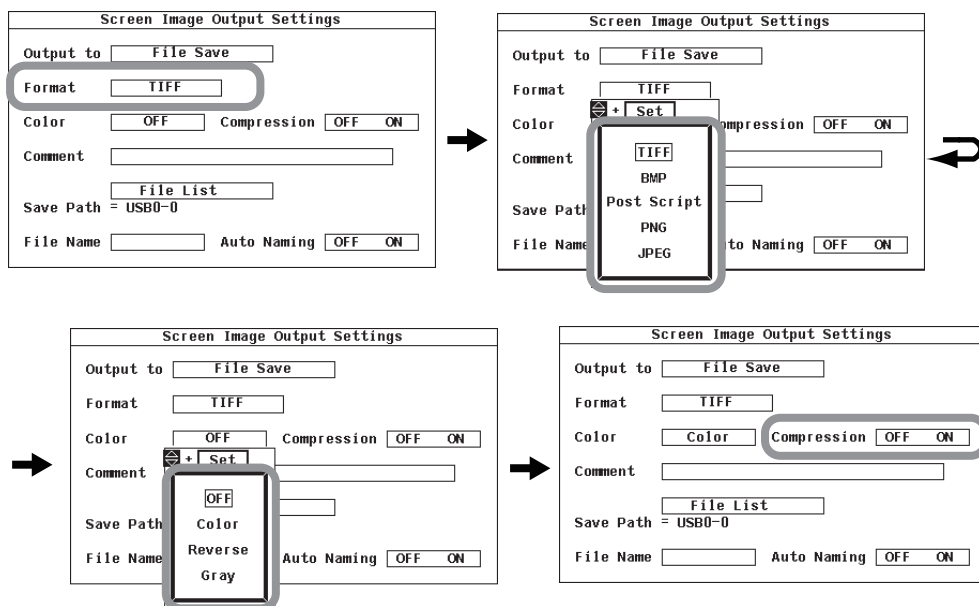 Screen Image Output Settings
Output to File Save
Format TIFF
Color OFF Compression OFF ON
Comment
File List
Save Path = USB0-0
File Name Auto Naming OFF ON
Screen Image Output Settings
Output to File Save
Format TIFF
+ Set
Color ompression OFF ON
Comment
TIFF
BMP
Post Script
PNG
JPEG
Save Path
File Name to Naming OFF ON
Screen Image Output Settings
Output to File Save
Format TIFF
Color OFF Compression OFF ON
+ Set
Comment
OFF
Color
Reverse
Gray
Save Path
File Name Auto Naming OFF ON
Screen Image Output Settings
Output to File Save
Format TIFF
Color Color Compression OFF ON
Comment
File List
Save Path = USB0-0
File Name Auto Naming OFF ON